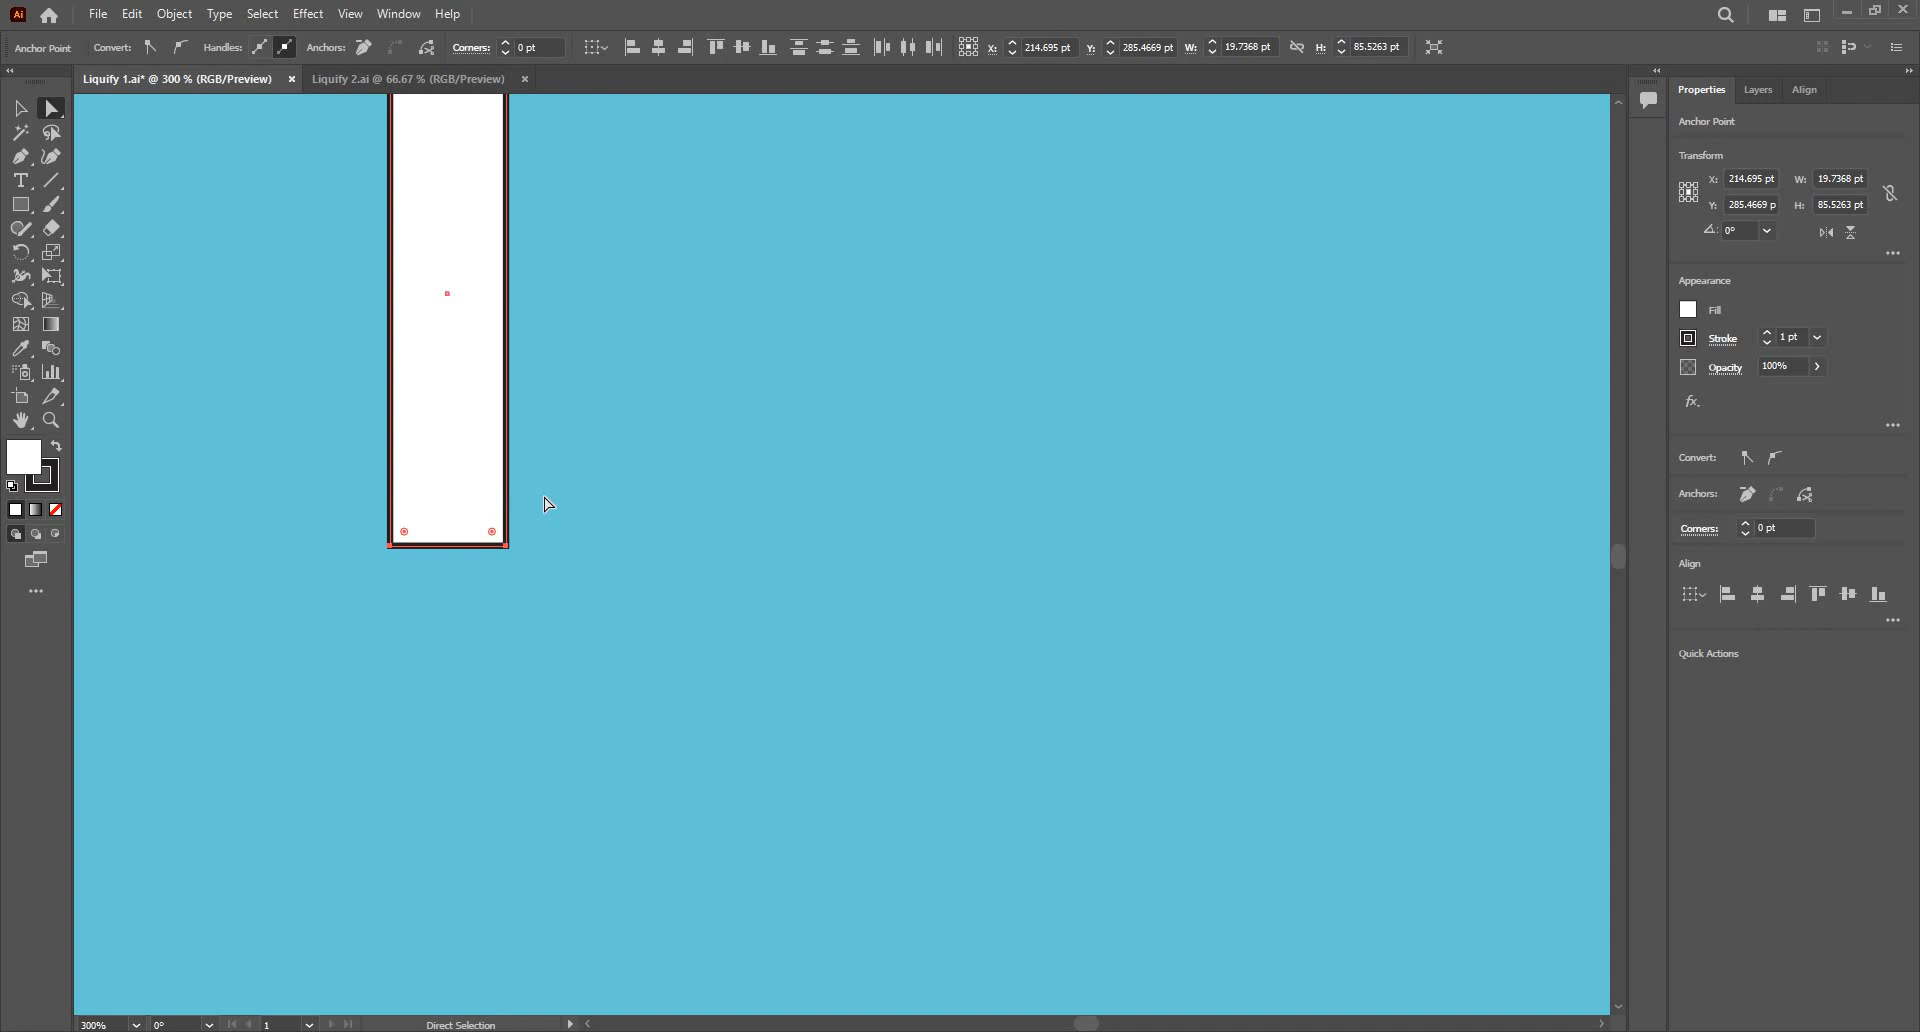 Ai File Edit Object Type Select Effect View Window Help
Anchor Point Convert: Handles: Anchors: Corners: 0 pt X: 214.695 pt Y: 285.4669 pt W: 19.7368 pt H: 85.5263 pt
Liquify 1.ai* @ 300 % (RGB/Preview) × Liquify 2.ai @ 66.67 % (RGB/Preview) ×
Properties Layers Align
Anchor Point
Transform
X: 214.695 pt W: 19.7368 pt
Y: 285.4669 p H: 85.5263 pt
0°
Appearance
Fill
Stroke 1 pt
Opacity 100%
fx.
Convert:
Anchors:
Corners: 0 pt
Align
Quick Actions
300% 0° 1 Direct Selection